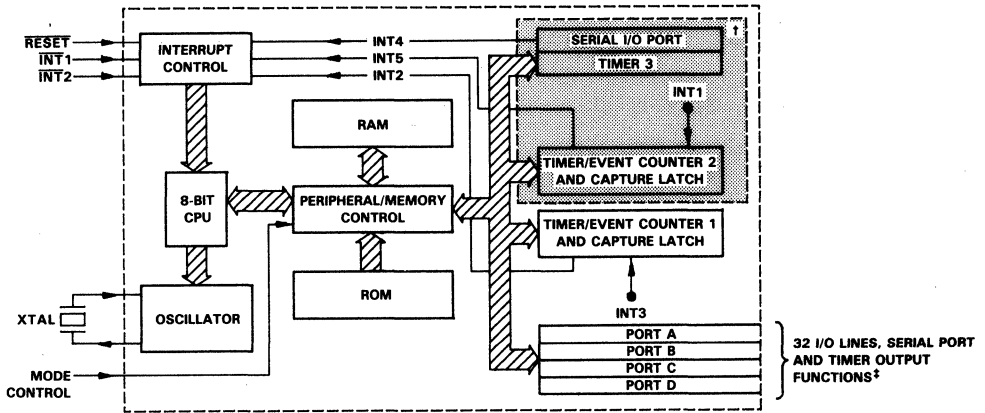 RESET
INT1
INT2
INTERRUPT
CONTROL
INT4
INT5
INT2
†
SERIAL I/O PORT
TIMER 3
INT1
RAM
TIMER/EVENT COUNTER 2
AND CAPTURE LATCH
8-BIT
CPU
PERIPHERAL/MEMORY
CONTROL
TIMER/EVENT COUNTER 1
AND CAPTURE LATCH
ROM
INT3
XTAL
OSCILLATOR
MODE
CONTROL
PORT A
PORT B
PORT C
PORT D
32 I/O LINES, SERIAL PORT
AND TIMER OUTPUT
FUNCTIONS‡